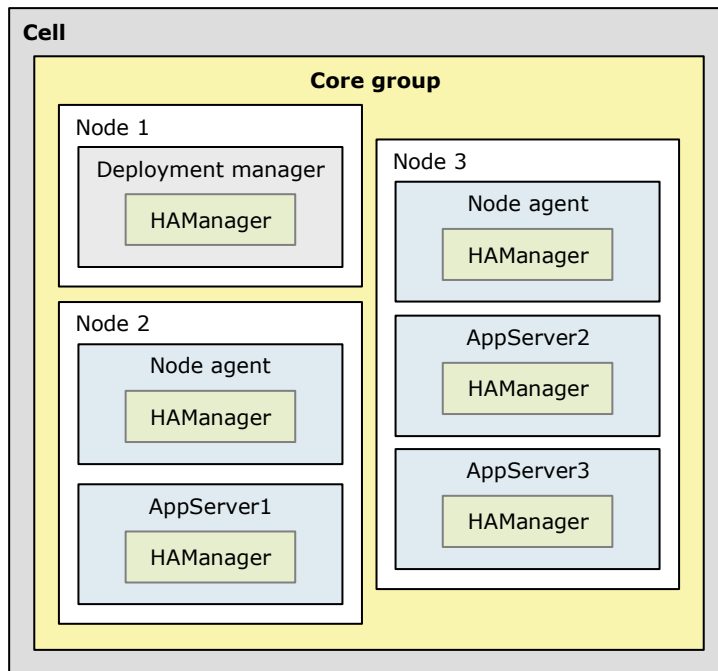 Cell
Core group
Node 1
Deployment manager
HAManager
Node 2
Node agent
HAManager
AppServer1
HAManager
Node 3
Node agent
HAManager
AppServer2
HAManager
AppServer3
HAManager